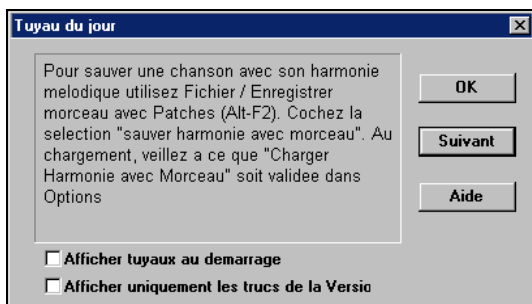 Tuyau du jour
Pour sauver une chanson avec son harmonie
melodique utilisez Fichier / Enregistrer
morceau avec Patches (Alt-F2). Cochez la
selection "sauver harmonie avec morceau". Au
chargement, veillez a ce que "Charger
Harmonie avec Morceau" soit validee dans
Options
OK
Suivant
Aide
Afficher tuyaux au demarrage
Afficher uniquement les trucs de la Versio